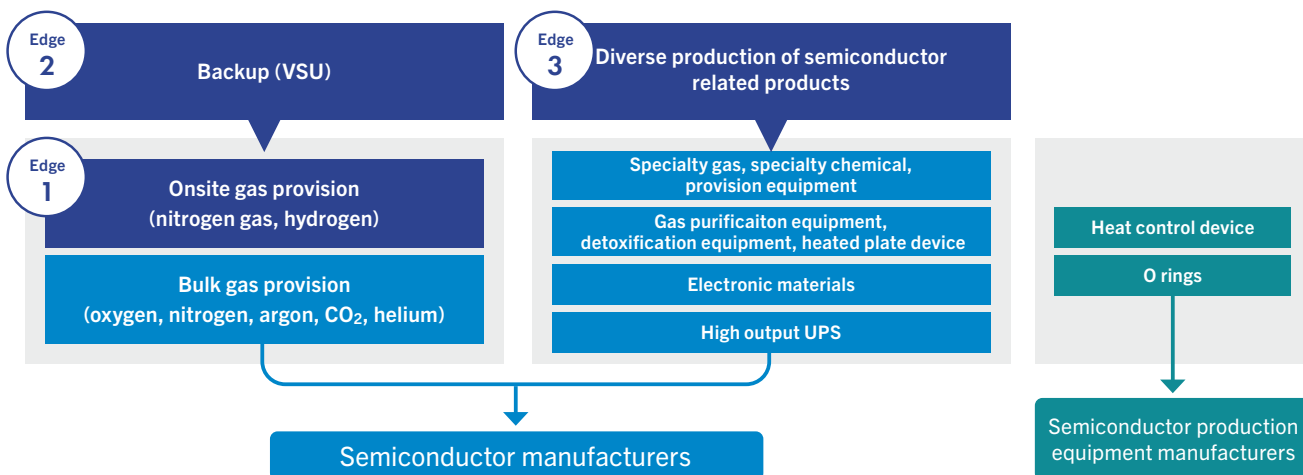 Edge
2
Backup (VSU)
Edge
3
Diverse production of semiconductor
related products
Edge
1
Onsite gas provision
(nitrogen gas, hydrogen)
Bulk gas provision
(oxygen, nitrogen, argon, CO₂, helium)
Specialty gas, specialty chemical,
provision equipment
Gas purificaiton equipment,
detoxification equipment, heated plate device
Electronic materials
High output UPS
Heat control device
O rings
Semiconductor manufacturers
Semiconductor production
equipment manufacturers